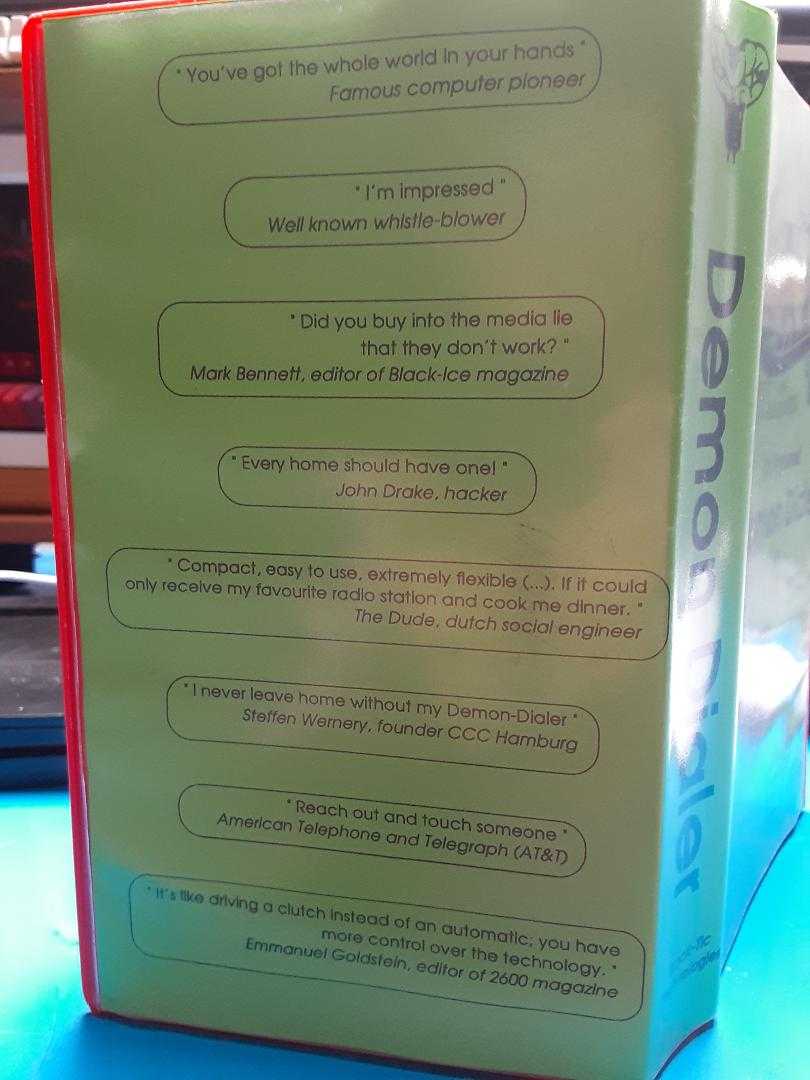 " You've got the whole world in your hands "
Famous computer pioneer
" I'm impressed "
Well known whistle-blower
" Did you buy into the media lie
that they don't work? "
Mark Bennett, editor of Black-Ice magazine
" Every home should have one! "
John Drake, hacker
" Compact, easy to use, extremely flexible (...). If it could
only receive my favourite radio station and cook me dinner. "
The Dude, dutch social engineer
" I never leave home without my Demon-Dialer "
Steffen Wernery, founder CCC Hamburg
" Reach out and touch someone "
American Telephone and Telegraph (AT&T)
" It's like driving a clutch instead of an automatic; you have
more control over the technology. "
Emmanuel Goldstein, editor of 2600 magazine
Demon Dialer